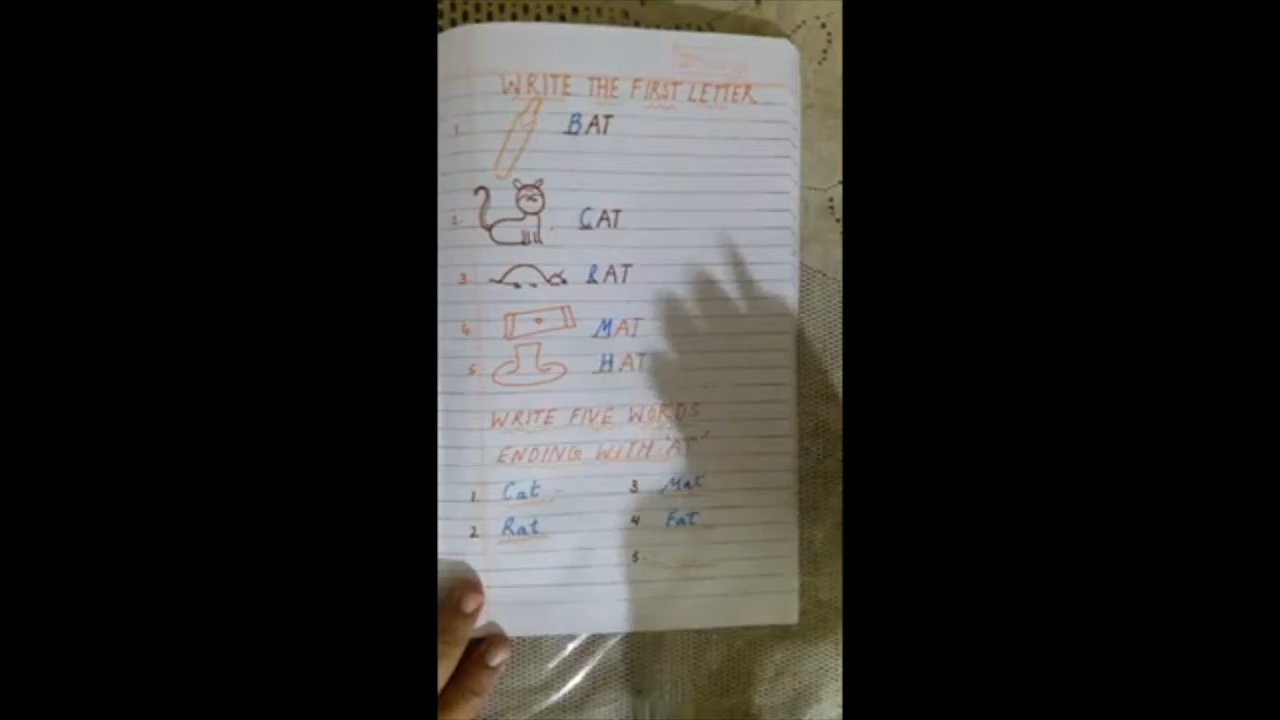 WRITE THE FIRST LETTER
1. BAT
2. CAT
3 RAT
4. MAT
5. HAT
WRITE FIVE WORDS
ENDING WITH 'AT'
1. Cat 3 Mat
2. Rat 4 Fat
5.